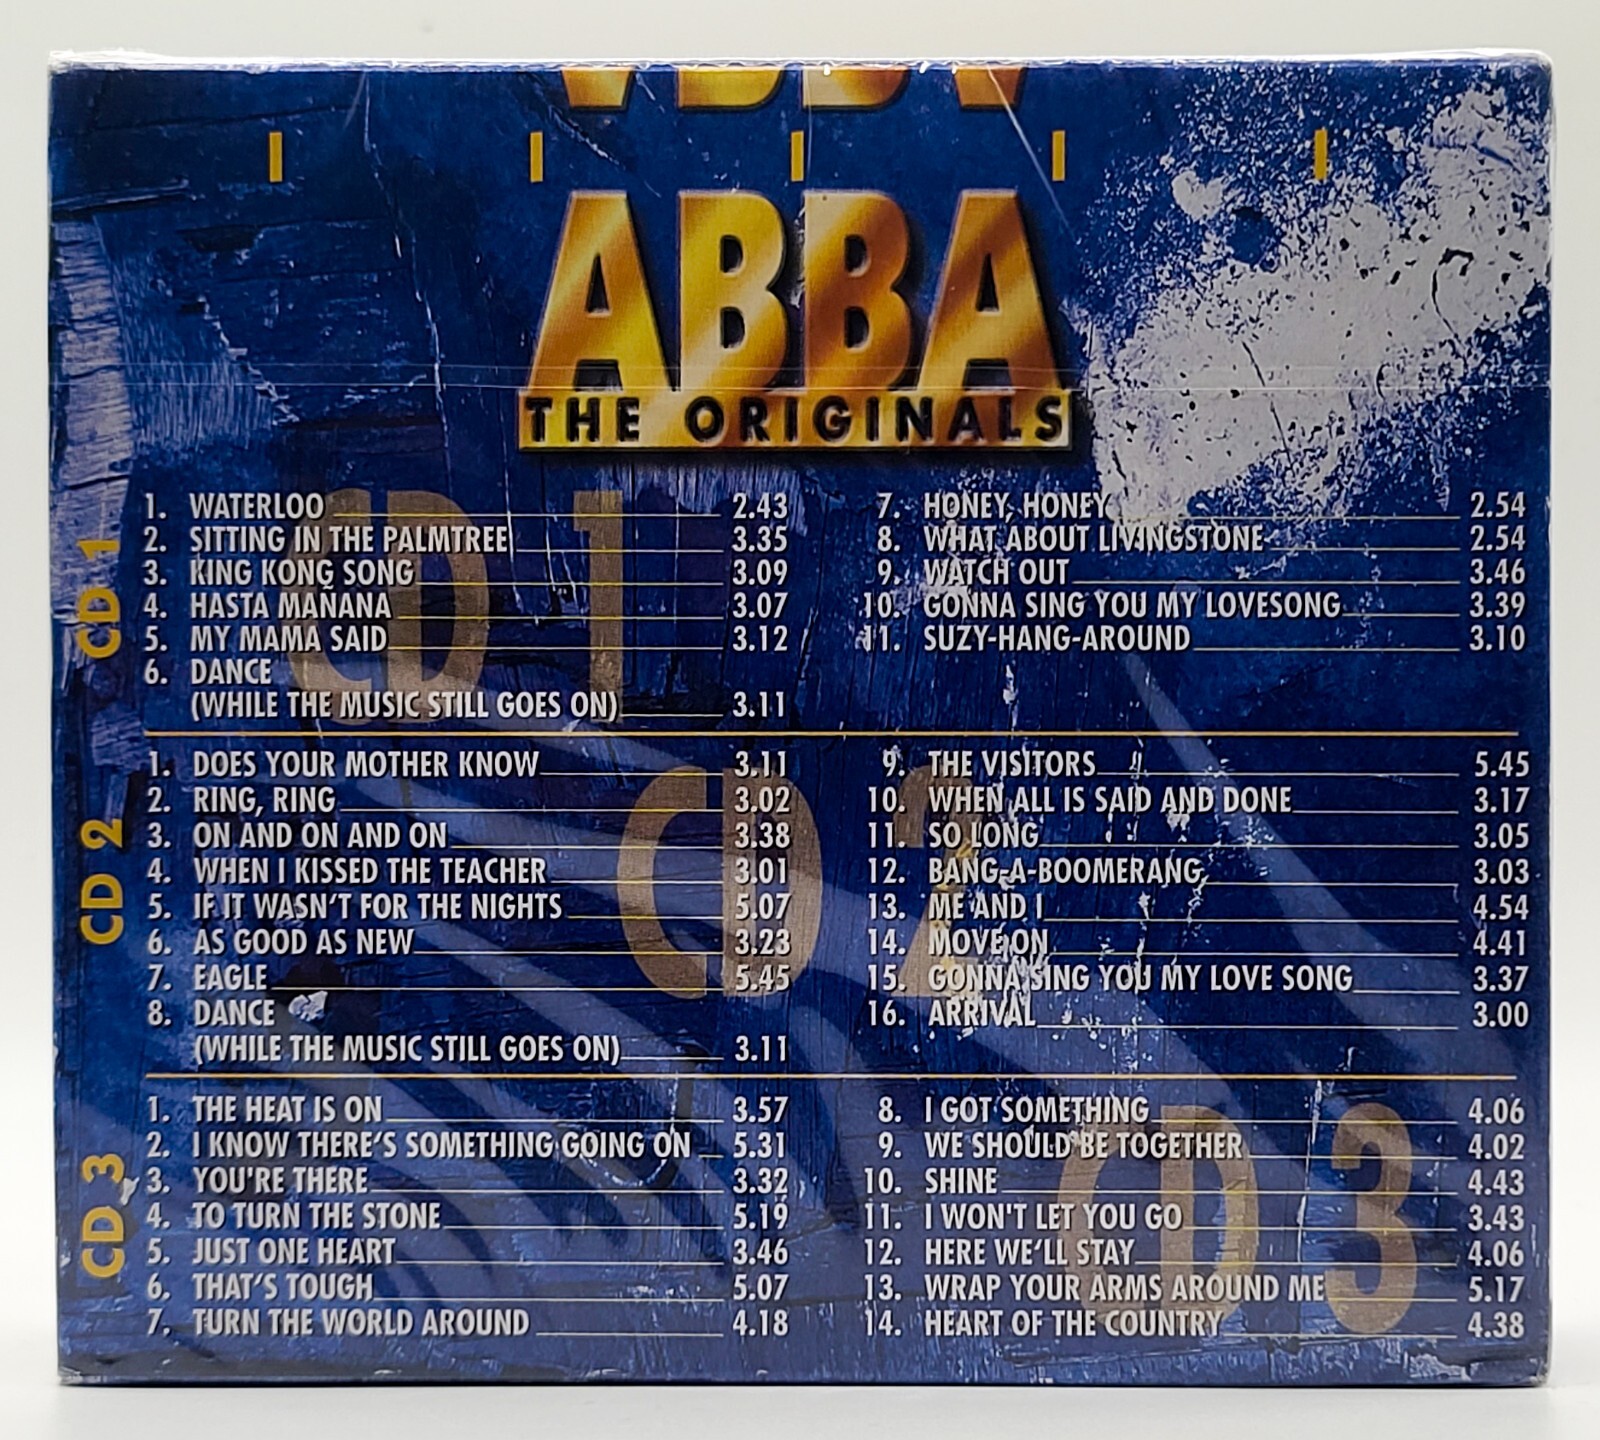 ABBA
THE ORIGINALS
CD 1
1. WATERLOO 2.43
2. SITTING IN THE PALMTREE 3.35
3. KING KONG SONG 3.09
4. HASTA MAÑANA 3.07
5. MY MAMA SAID 3.12
6. DANCE
(WHILE THE MUSIC STILL GOES ON) 3.11
7. HONEY, HONEY 2.54
8. WHAT ABOUT LIVINGSTONE 2.54
9. WATCH OUT 3.46
10. GONNA SING YOU MY LOVESONG 3.39
11. SUZY-HANG-AROUND 3.10
CD 1
CD 2
1. DOES YOUR MOTHER KNOW 3.11
2. RING, RING 3.02
3. ON AND ON AND ON 3.38
4. WHEN I KISSED THE TEACHER 3.01
5. IF IT WASN'T FOR THE NIGHTS 5.07
6. AS GOOD AS NEW 3.23
7. EAGLE 5.45
8. DANCE
(WHILE THE MUSIC STILL GOES ON) 3.11
9. THE VISITORS 5.45
10. WHEN ALL IS SAID AND DONE 3.17
11. SO LONG 3.05
12. BANG-A-BOOMERANG 3.03
13. ME AND I 4.54
14. MOVE ON 4.41
15. GONNA SING YOU MY LOVE SONG 3.37
16. ARRIVAL 3.00
CD 2
CD 3
1. THE HEAT IS ON 3.57
2. I KNOW THERE'S SOMETHING GOING ON 5.31
3. YOU'RE THERE 3.32
4. TO TURN THE STONE 5.19
5. JUST ONE HEART 3.46
6. THAT'S TOUGH 5.07
7. TURN THE WORLD AROUND 4.18
8. I GOT SOMETHING 4.06
9. WE SHOULD BE TOGETHER 4.02
10. SHINE 4.43
11. I WON'T LET YOU GO 3.43
12. HERE WE'LL STAY 4.06
13. WRAP YOUR ARMS AROUND ME 5.17
14. HEART OF THE COUNTRY 4.38
CD 3